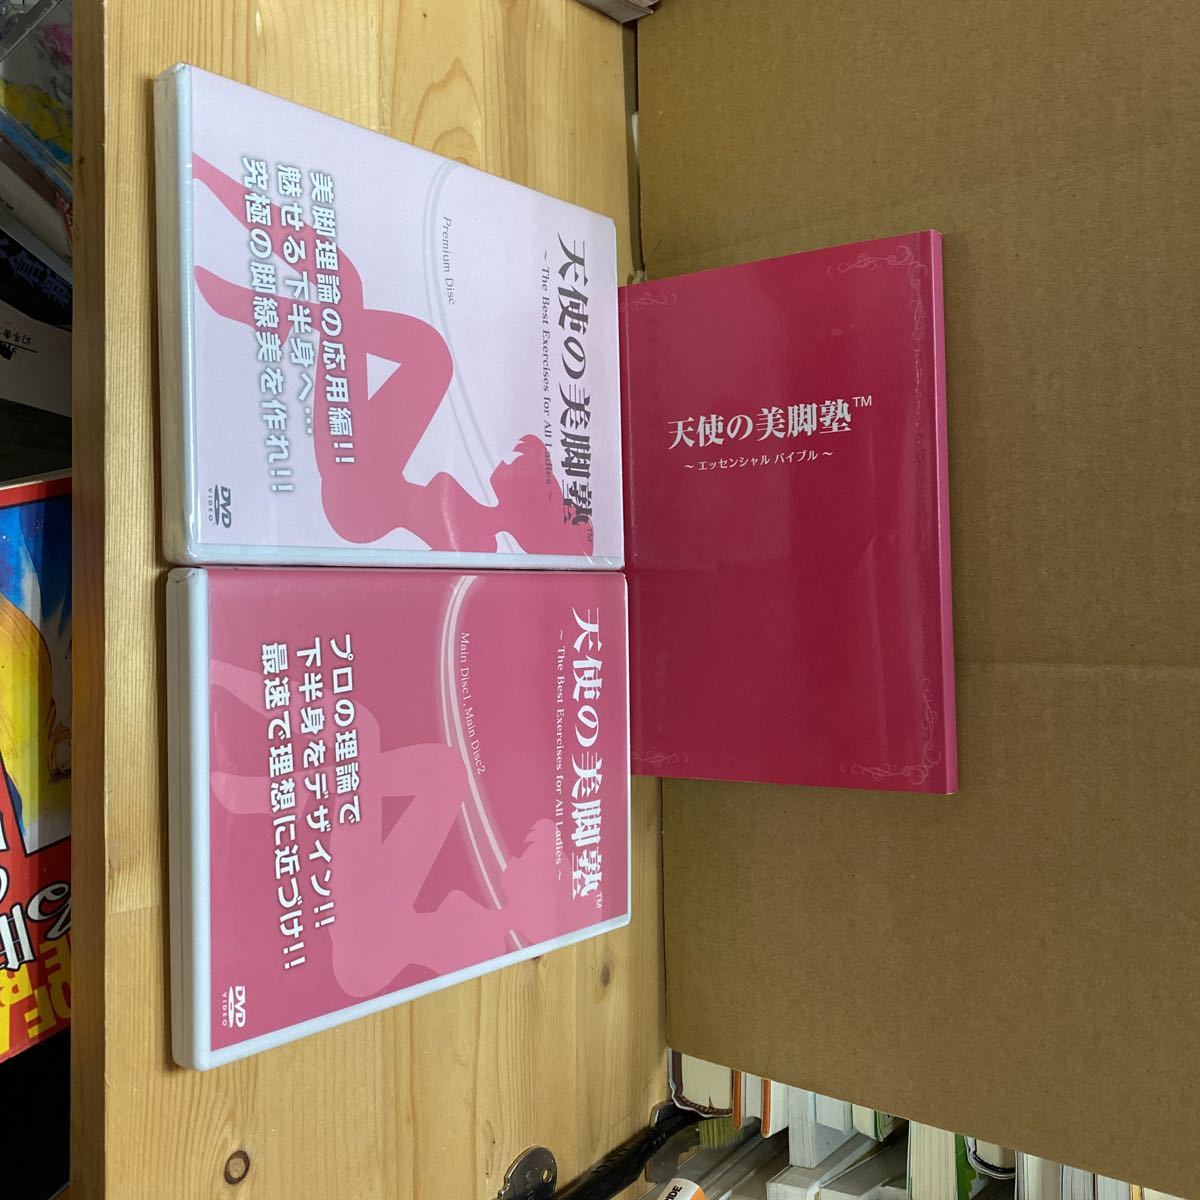 天使の美脚塾™
～ The Best Exercises for All Ladies ～
Premium Disc
美脚理論の応用編!!
魅せる下半身へ…
究極の脚線美を作れ!!
DVD
VIDEO
天使の美脚塾™
～ The Best Exercises for All Ladies ～
Main Disc1, Main Disc2
プロの理論で
下半身をデザイン!!
最速で理想に近づけ!!
DVD
VIDEO
天使の美脚塾™
～ エッセンシャル バイブル ～